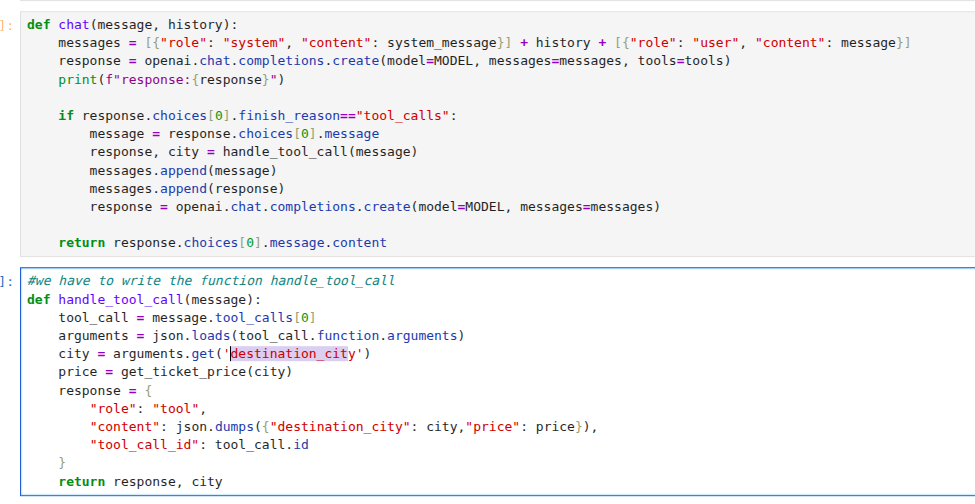 ]:
def chat(message, history):
    messages = [{"role": "system", "content": system_message}] + history + [{"role": "user", "content": message}]
    response = openai.chat.completions.create(model=MODEL, messages=messages, tools=tools)
    print(f"response:{response}")

    if response.choices[0].finish_reason=="tool_calls":
        message = response.choices[0].message
        response, city = handle_tool_call(message)
        messages.append(message)
        messages.append(response)
        response = openai.chat.completions.create(model=MODEL, messages=messages)

    return response.choices[0].message.content
]:
#we have to write the function handle_tool_call
def handle_tool_call(message):
    tool_call = message.tool_calls[0]
    arguments = json.loads(tool_call.function.arguments)
    city = arguments.get('destination_city')
    price = get_ticket_price(city)
    response = {
        "role": "tool",
        "content": json.dumps({"destination_city": city,"price": price}),
        "tool_call_id": tool_call.id
    }
    return response, city